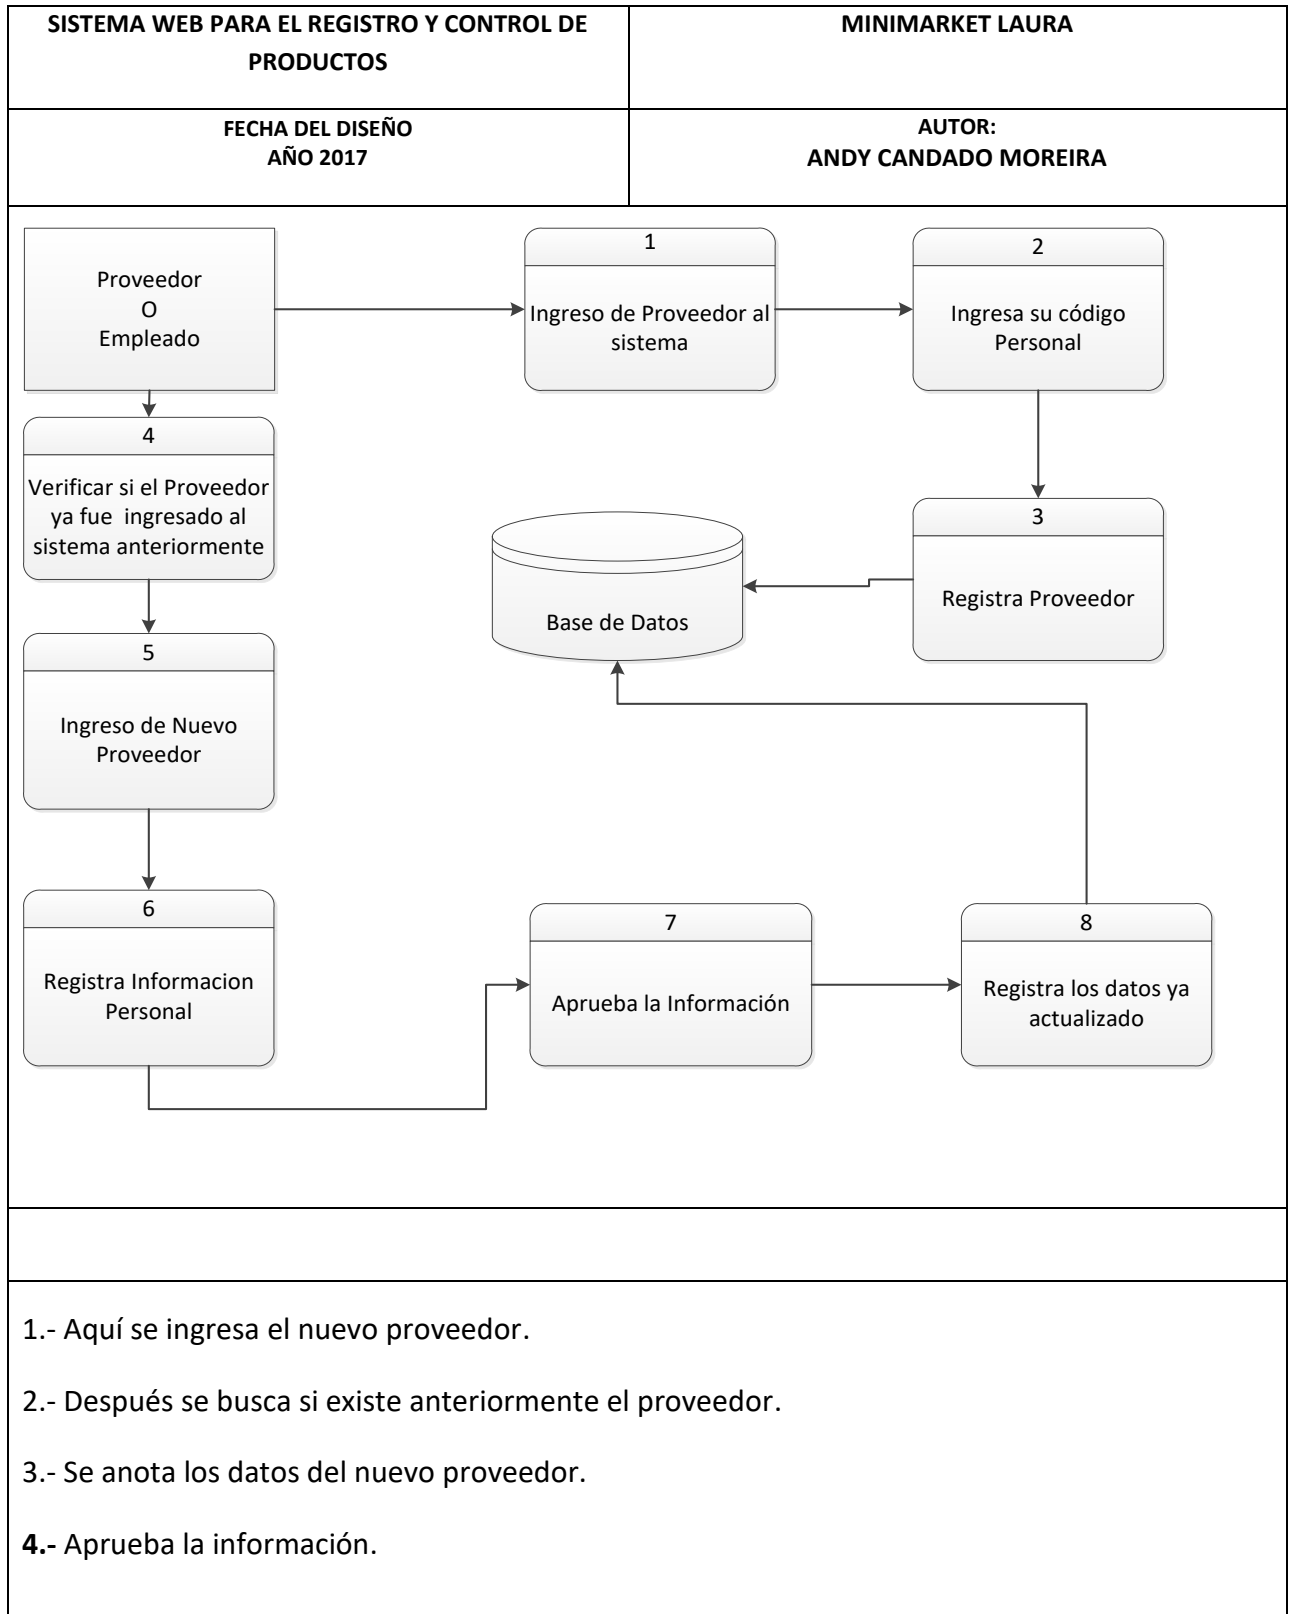 SISTEMA WEB PARA EL REGISTRO Y CONTROL DE
PRODUCTOS
MINIMARKET LAURA
FECHA DEL DISEÑO
AÑO 2017
AUTOR:
ANDY CANDADO MOREIRA
Proveedor
O
Empleado
1
Ingreso de Proveedor al
sistema
2
Ingresa su código
Personal
4
Verificar si el Proveedor
ya fue ingresado al
sistema anteriormente
3
Registra Proveedor
Base de Datos
5
Ingreso de Nuevo
Proveedor
6
Registra Informacion
Personal
7
Aprueba la Información
8
Registra los datos ya
actualizado
1.- Aquí se ingresa el nuevo proveedor.
2.- Después se busca si existe anteriormente el proveedor.
3.- Se anota los datos del nuevo proveedor.
4.- Aprueba la información.